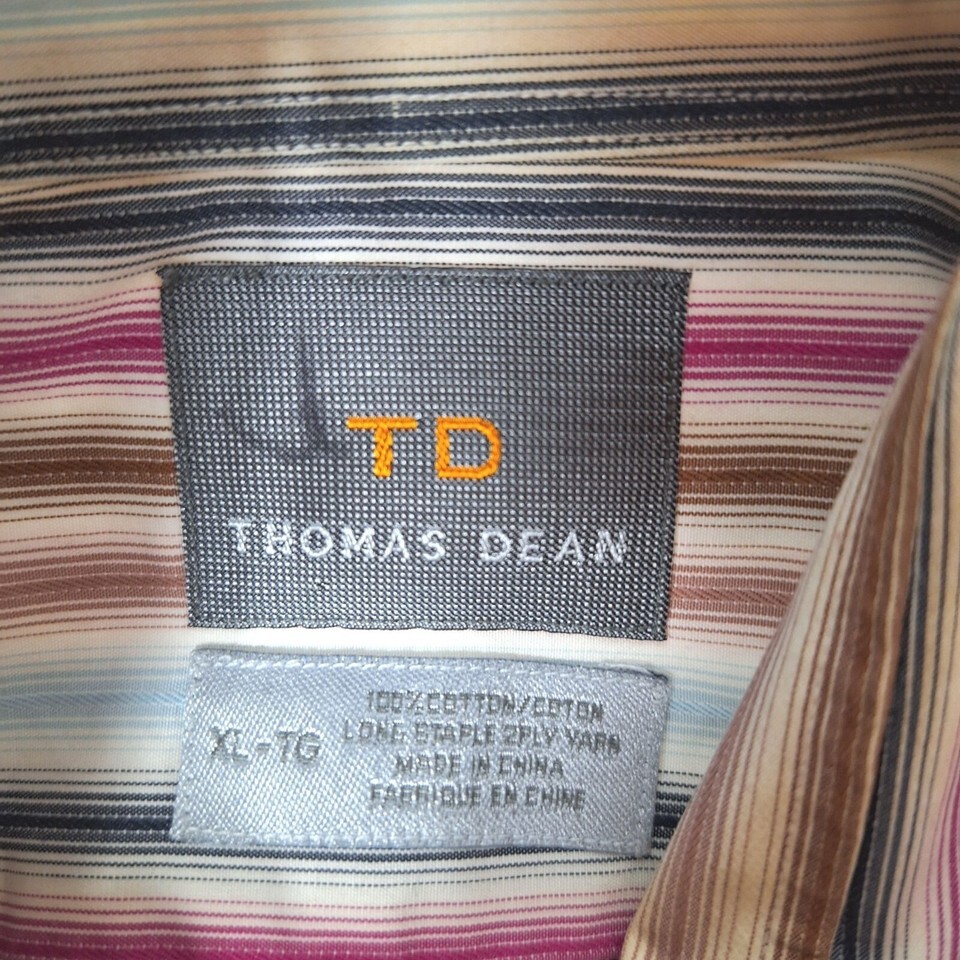 TD
THOMAS DEAN
XL-TG
100% COTTON/COTON
LONG STAPLE 2PLY YARN
MADE IN CHINA
FABRIQUE EN CHINE